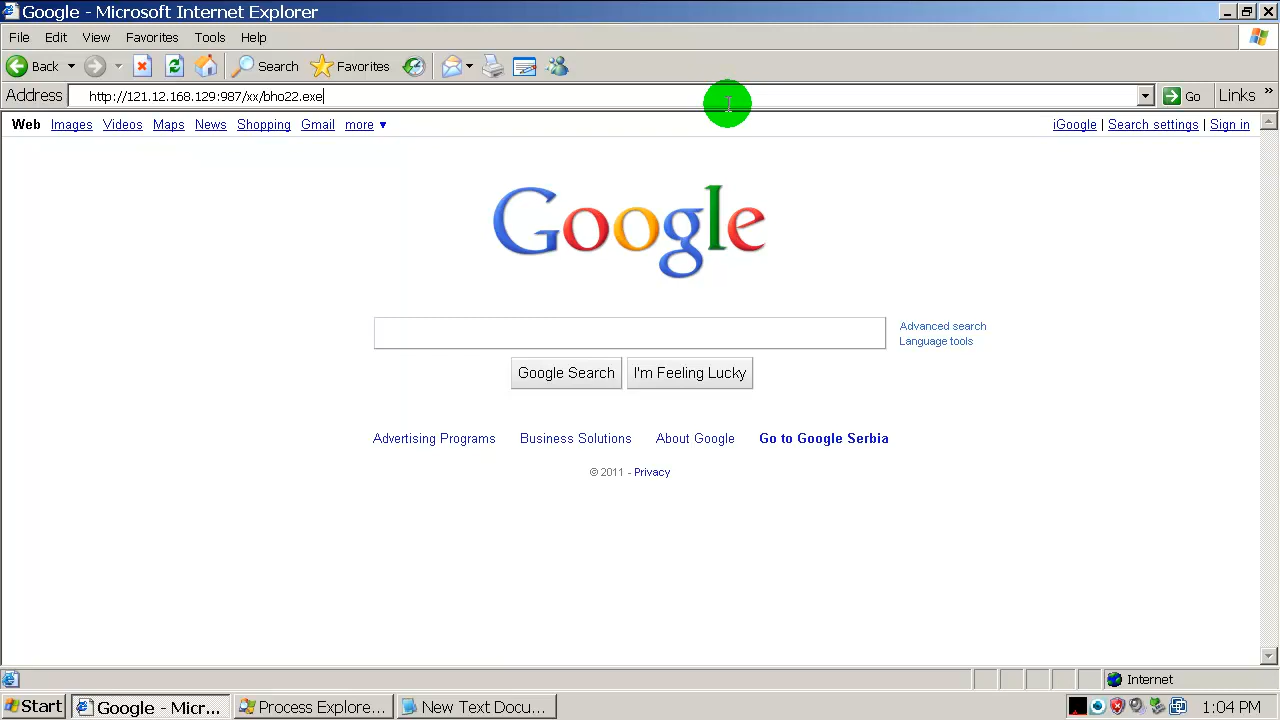 Google - Microsoft Internet Explorer
File Edit View Favorites Tools Help
Back Search Favorites
Address http://121.12.168.129:987/xx/bho22.exe Go Links »
Web Images Videos Maps News Shopping Gmail more ▼ iGoogle | Search settings | Sign in
Google
Advanced search
Language tools
Google Search I'm Feeling Lucky
Advertising Programs Business Solutions About Google Go to Google Serbia
© 2011 - Privacy
Internet
Start Google - Micr... Process Explore... New Text Docu... 1:04 PM